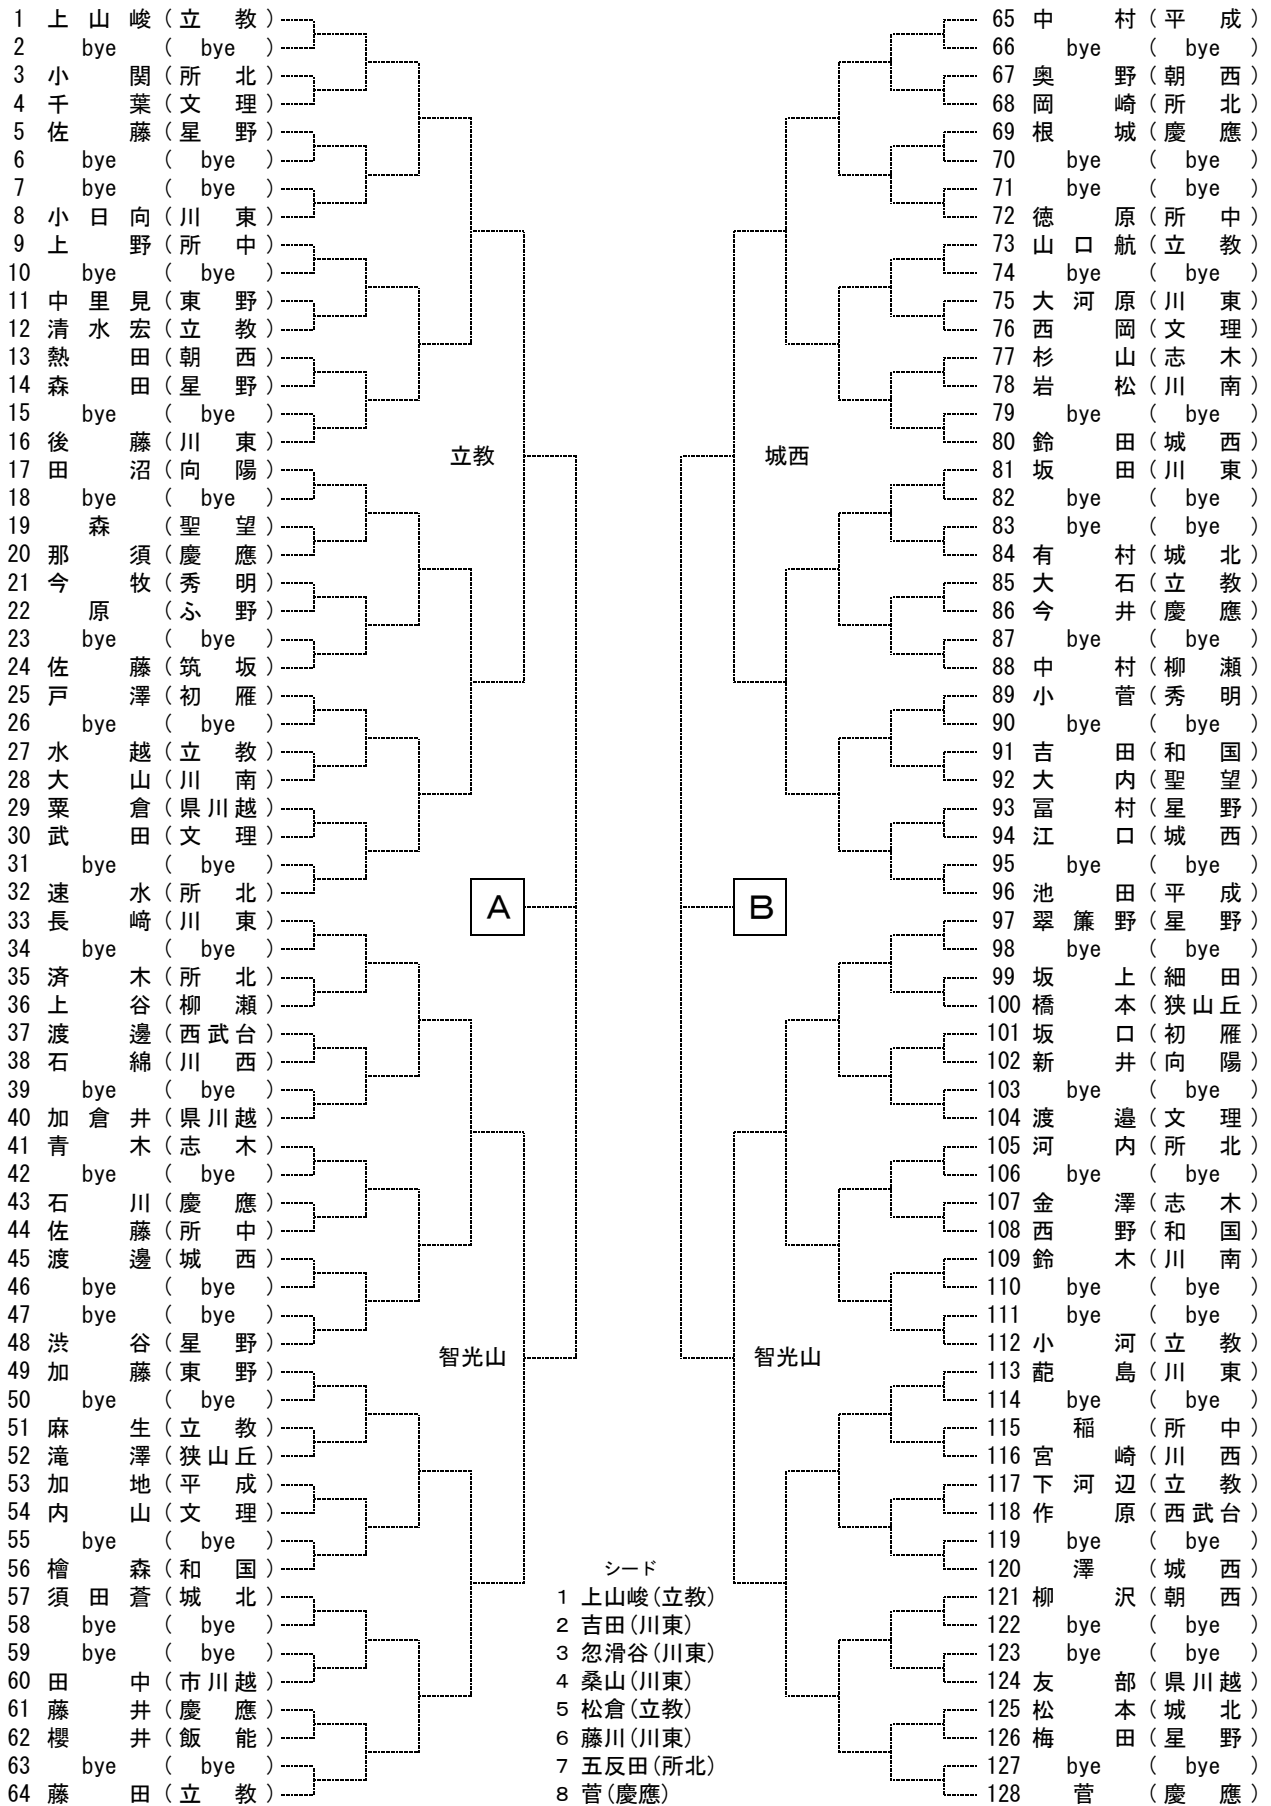 1 上山峻（立教）
2 bye（bye）
3 小関（所北）
4 千葉（文理）
5 佐藤（星野）
6 bye（bye）
7 bye（bye）
8 小日向（川東）
9 上野（所中）
10 bye（bye）
11 中里見（東野）
12 清水宏（立教）
13 熱田（朝西）
14 森田（星野）
15 bye（bye）
16 後藤（川東）
17 田沼（向陽）
18 bye（bye）
19 森（聖望）
20 那須（慶應）
21 今牧（秀明）
22 原（ふ野）
23 bye（bye）
24 佐藤（筑坂）
25 戸澤（初雁）
26 bye（bye）
27 水越（立教）
28 大山（川南）
29 粟倉（県川越）
30 武田（文理）
31 bye（bye）
32 速水（所北）
33 長﨑（川東）
34 bye（bye）
35 済木（所北）
36 上谷（柳瀬）
37 渡邊（西武台）
38 石綿（川西）
39 bye（bye）
40 加倉井（県川越）
41 青木（志木）
42 bye（bye）
43 石川（慶應）
44 佐藤（所中）
45 渡邊（城西）
46 bye（bye）
47 bye（bye）
48 渋谷（星野）
49 加藤（東野）
50 bye（bye）
51 麻生（立教）
52 滝澤（狭山丘）
53 加地（平成）
54 内山（文理）
55 bye（bye）
56 檜森（和国）
57 須田蒼（城北）
58 bye（bye）
59 bye（bye）
60 田中（市川越）
61 藤井（慶應）
62 櫻井（飯能）
63 bye（bye）
64 藤田（立教）
立教
A
智光山
城西
B
智光山
シード
1 上山峻（立教）
2 吉田（川東）
3 忍滑谷（川東）
4 桑山（川東）
5 松倉（立教）
6 藤川（川東）
7 五反田（所北）
8 菅（慶應）
65 中村（平成）
66 bye（bye）
67 奥野（朝西）
68 岡崎（所北）
69 根城（慶應）
70 bye（bye）
71 bye（bye）
72 徳原（所中）
73 山口航（立教）
74 bye（bye）
75 大河原（川東）
76 西岡（文理）
77 杉山（志木）
78 岩松（川南）
79 bye（bye）
80 鈴田（城西）
81 坂田（川東）
82 bye（bye）
83 bye（bye）
84 有村（城北）
85 大石（立教）
86 今井（慶應）
87 bye（bye）
88 中村（柳瀬）
89 小菅（秀明）
90 bye（bye）
91 吉田（和国）
92 大内（聖望）
93 冨村（星野）
94 江口（城西）
95 bye（bye）
96 池田（平成）
97 翠簾野（星野）
98 bye（bye）
99 坂上（細田）
100 橋本（狭山丘）
101 坂口（初雁）
102 新井（向陽）
103 bye（bye）
104 渡邉（文理）
105 河内（所北）
106 bye（bye）
107 金澤（志木）
108 西野（和国）
109 鈴木（川南）
110 bye（bye）
111 bye（bye）
112 小河（立教）
113 蓜島（川東）
114 bye（bye）
115 稲（所中）
116 宮崎（川西）
117 下河辺（立教）
118 作原（西武台）
119 bye（bye）
120 澤（城西）
121 柳沢（朝西）
122 bye（bye）
123 bye（bye）
124 友部（県川越）
125 松本（城北）
126 梅田（星野）
127 bye（bye）
128 菅（慶應）